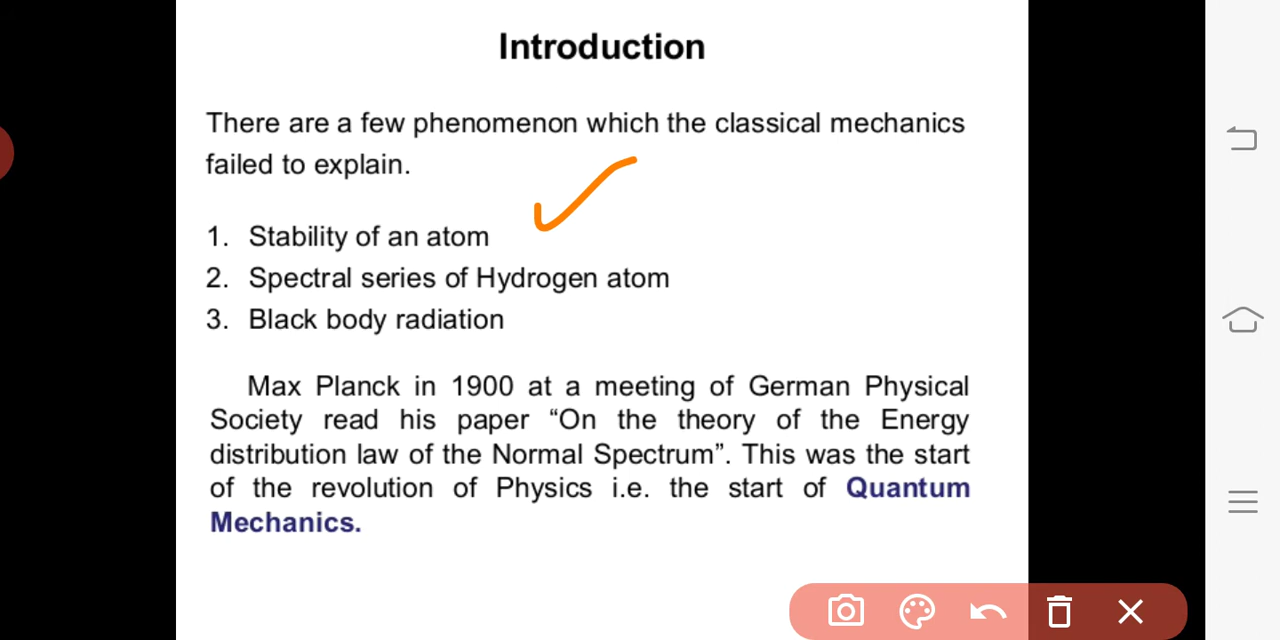 Introduction
There are a few phenomenon which the classical mechanics
failed to explain.
1. Stability of an atom
2. Spectral series of Hydrogen atom
3. Black body radiation
Max Planck in 1900 at a meeting of German Physical
Society read his paper “On the theory of the Energy
distribution law of the Normal Spectrum”. This was the start
of the revolution of Physics i.e. the start of Quantum
Mechanics.